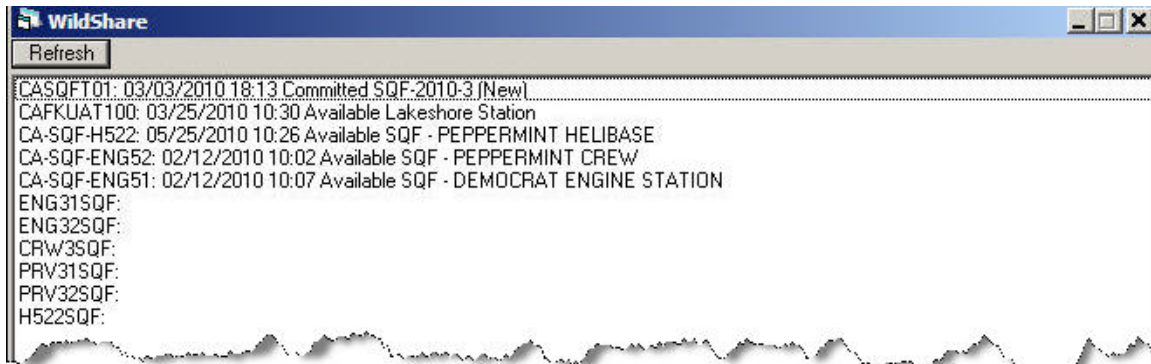 WildShare
Refresh
CASQFT01: 03/03/2010 18:13 Committed SQF-2010-3 (New)
CAFKUAT100: 03/25/2010 10:30 Available Lakeshore Station
CA-SQF-H522: 05/25/2010 10:26 Available SQF - PEPPERMINT HELIBASE
CA-SQF-ENG52: 02/12/2010 10:02 Available SQF - PEPPERMINT CREW
CA-SQF-ENG51: 02/12/2010 10:07 Available SQF - DEMOCRAT ENGINE STATION
ENG31SQF:
ENG32SQF:
CRW3SQF:
PRV31SQF:
PRV32SQF:
H522SQF: